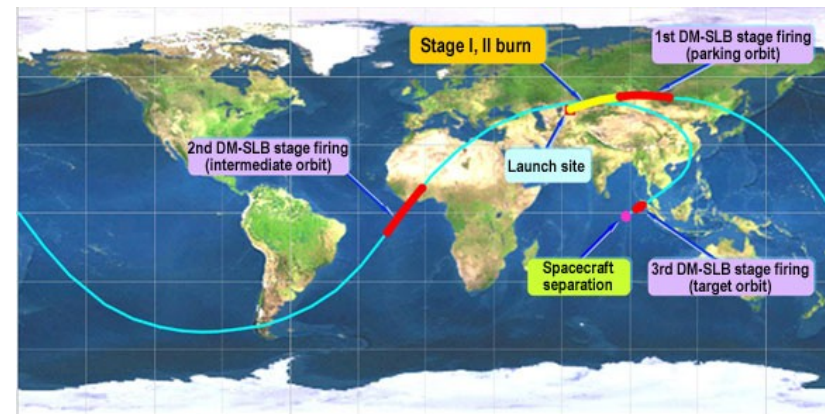 1st DM-SLB stage firing
(parking orbit)
Stage I, II burn
2nd DM-SLB stage firing
(intermediate orbit)
Launch site
Spacecraft
separation
3rd DM-SLB stage firing
(target orbit)